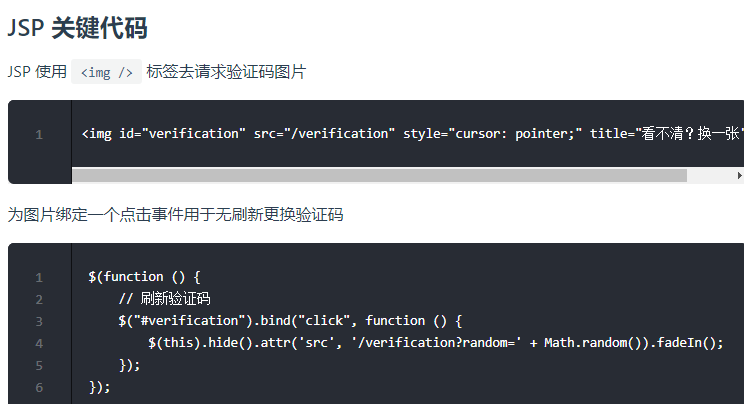 JSP 关键代码
JSP 使用 <img /> 标签去请求验证码图片
1 <img id="verification" src="/verification" style="cursor: pointer;" title="看不清？换一张"
为图片绑定一个点击事件用于无刷新更换验证码
1 $(function () {
2     // 刷新验证码
3     $("#verification").bind("click", function () {
4         $(this).hide().attr('src', '/verification?random=' + Math.random()).fadeIn();
5     });
6 });